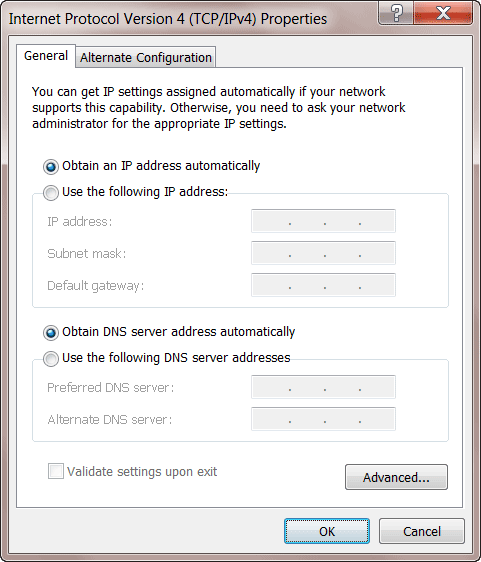 Internet Protocol Version 4 (TCP/IPv4) Properties
General
Alternate Configuration
You can get IP settings assigned automatically if your network
supports this capability. Otherwise, you need to ask your network
administrator for the appropriate IP settings.
Obtain an IP address automatically
Use the following IP address:
IP address:
Subnet mask:
Default gateway:
Obtain DNS server address automatically
Use the following DNS server addresses
Preferred DNS server:
Alternate DNS server:
Validate settings upon exit
Advanced...
OK
Cancel